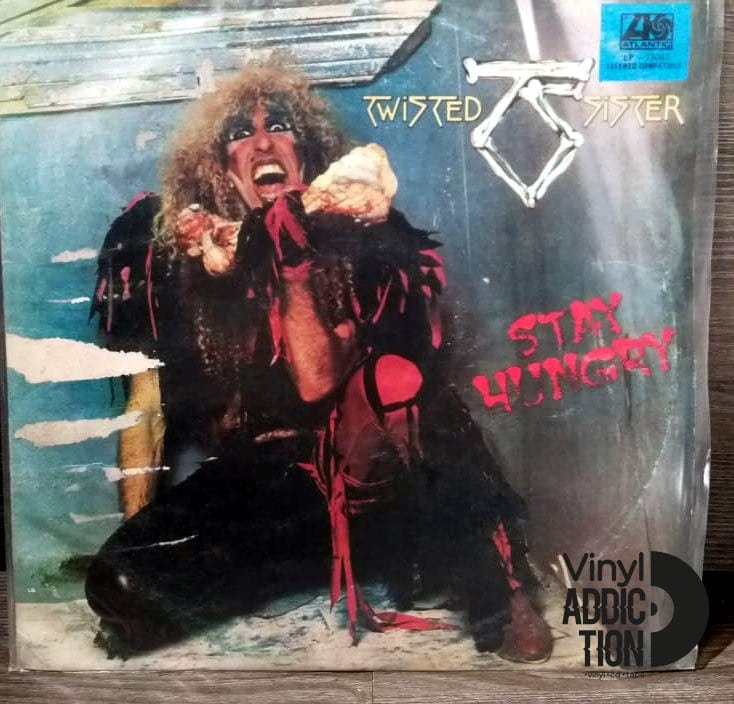 ATLANTIC
TWISTED SISTER
STAY
HUNGRY
Vinyl
ADDIC
TION